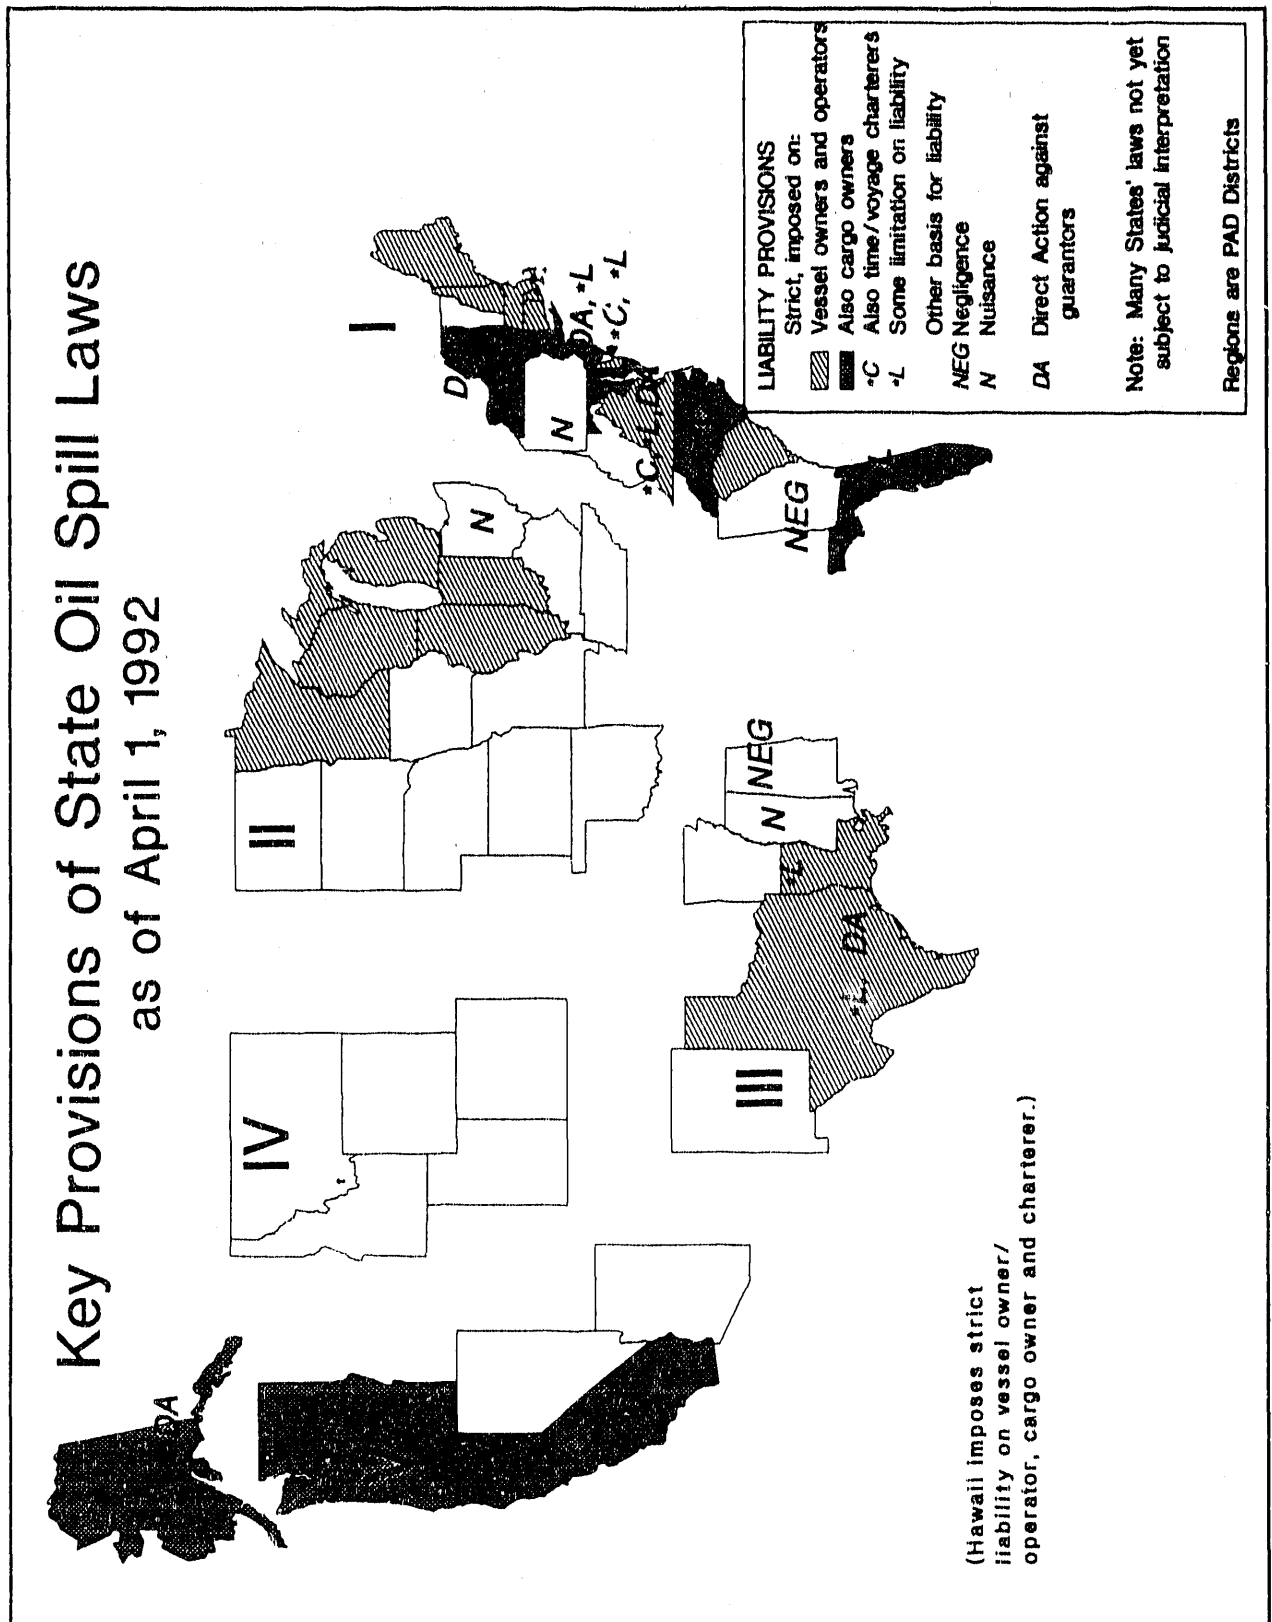 Key Provisions of State Oil Spill Laws
as of April 1, 1992
I
II
III
IV
DA
D
N
DA, *L
*C, *L
*C, *L, DA
NEG
N
N
NEG
*L
*L, DA
L
LIABILITY PROVISIONS
Strict, imposed on:
Vessel owners and operators
Also cargo owners
*C Also time/voyage charterers
*L Some limitation on liability
Other basis for liability
NEG Negligence
N Nuisance
DA Direct Action against
guarantors
Note: Many States' laws not yet
subject to judicial interpretation
Regions are PAD Districts
(Hawaii imposes strict
liability on vessel owner/
operator, cargo owner and charterer.)